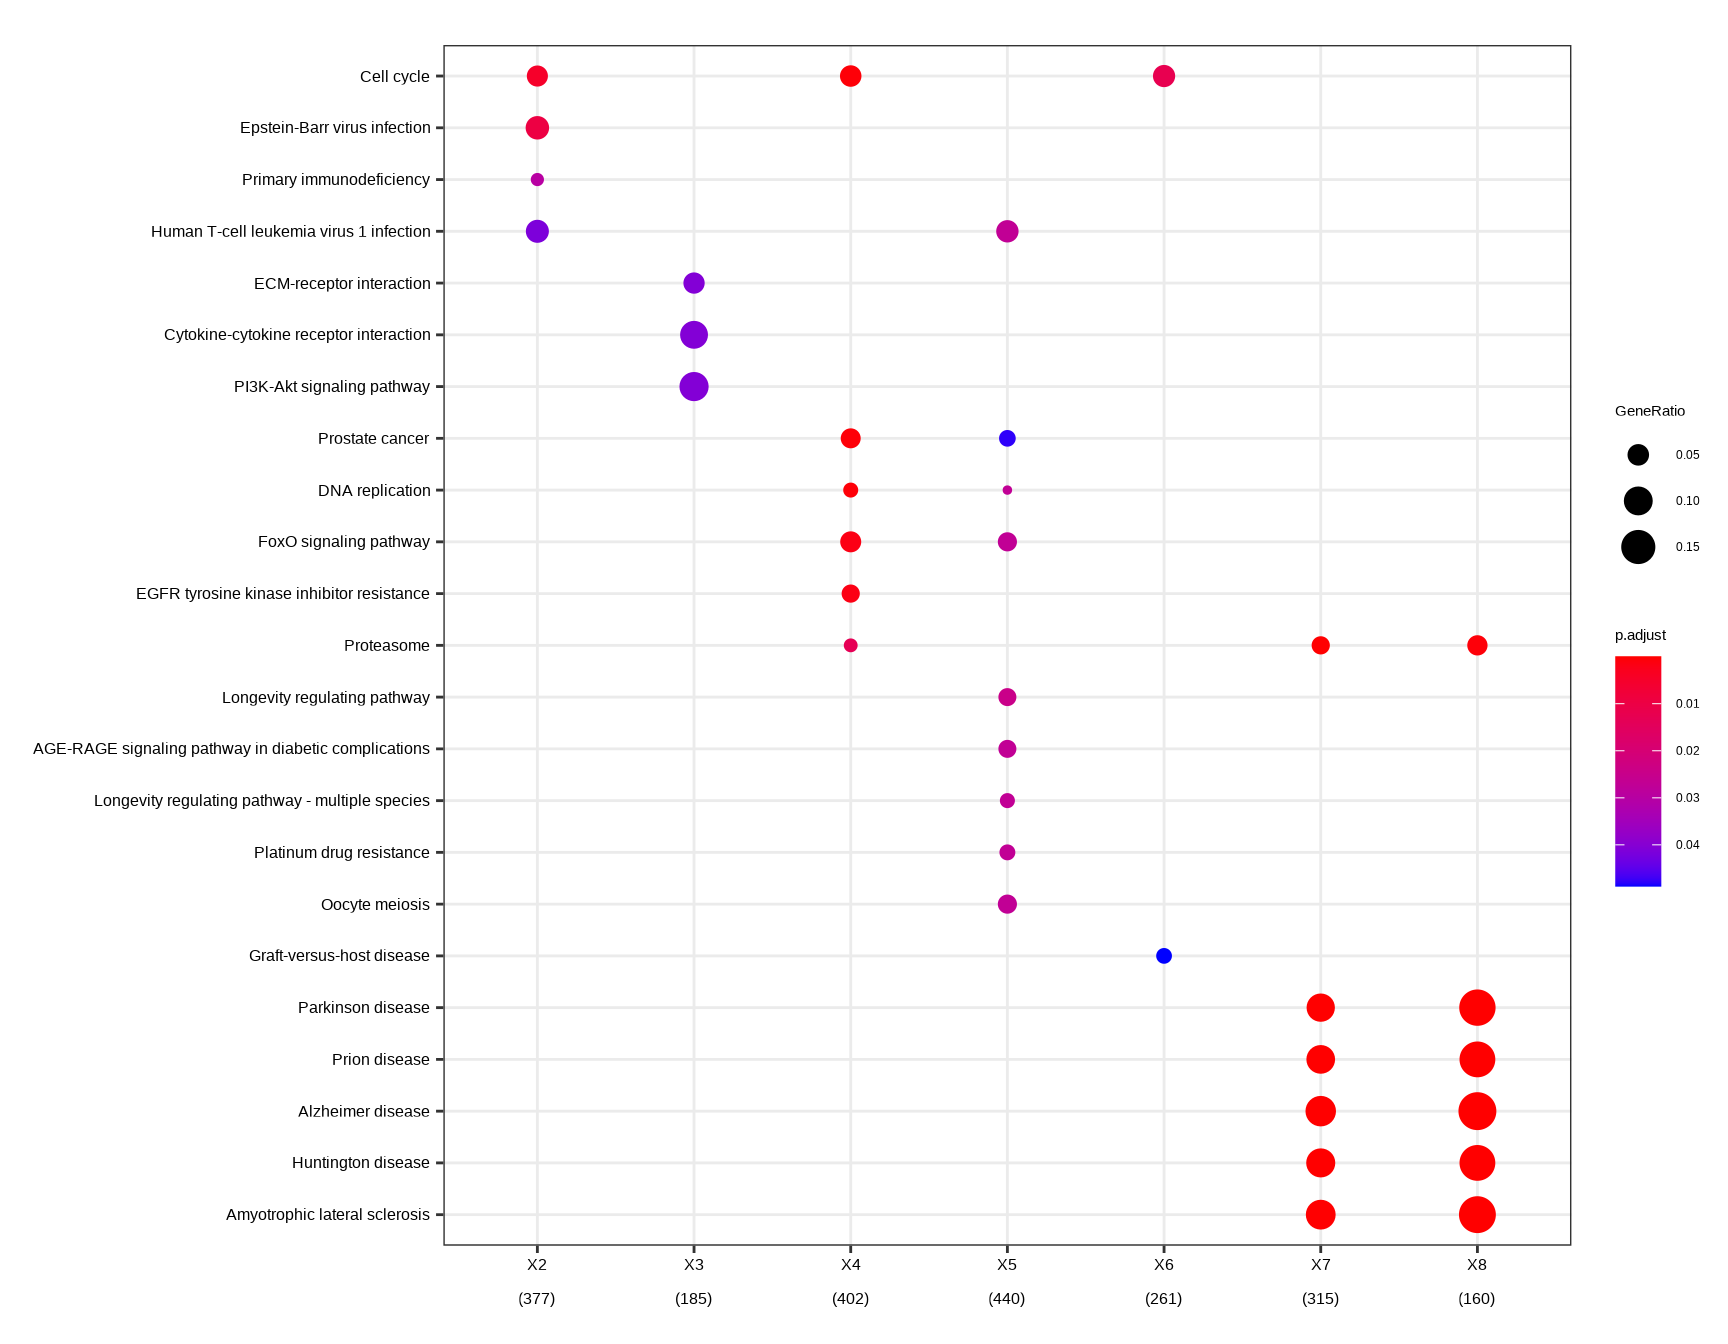 Cell cycle
Epstein-Barr virus infection
Primary immunodeficiency
Human T-cell leukemia virus 1 infection
ECM-receptor interaction
Cytokine-cytokine receptor interaction
PI3K-Akt signaling pathway
Prostate cancer
DNA replication
FoxO signaling pathway
EGFR tyrosine kinase inhibitor resistance
Proteasome
Longevity regulating pathway
AGE-RAGE signaling pathway in diabetic complications
Longevity regulating pathway - multiple species
Platinum drug resistance
Oocyte meiosis
Graft-versus-host disease
Parkinson disease
Prion disease
Alzheimer disease
Huntington disease
Amyotrophic lateral sclerosis
X2 X3 X4 X5 X6 X7 X8
(377) (185) (402) (440) (261) (315) (160)
GeneRatio
0.05
0.10
0.15
p.adjust
0.01
0.02
0.03
0.04